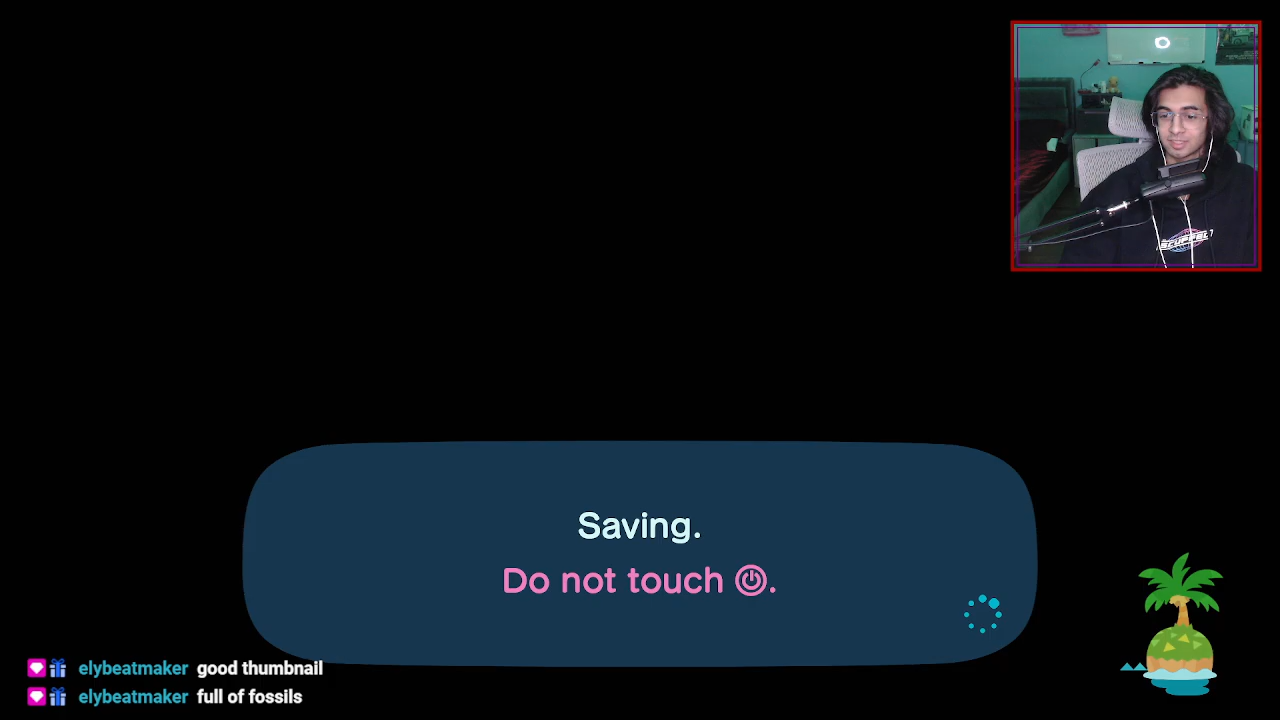 Saving.
Do not touch ⏻.
elybeatmaker good thumbnail
elybeatmaker full of fossils